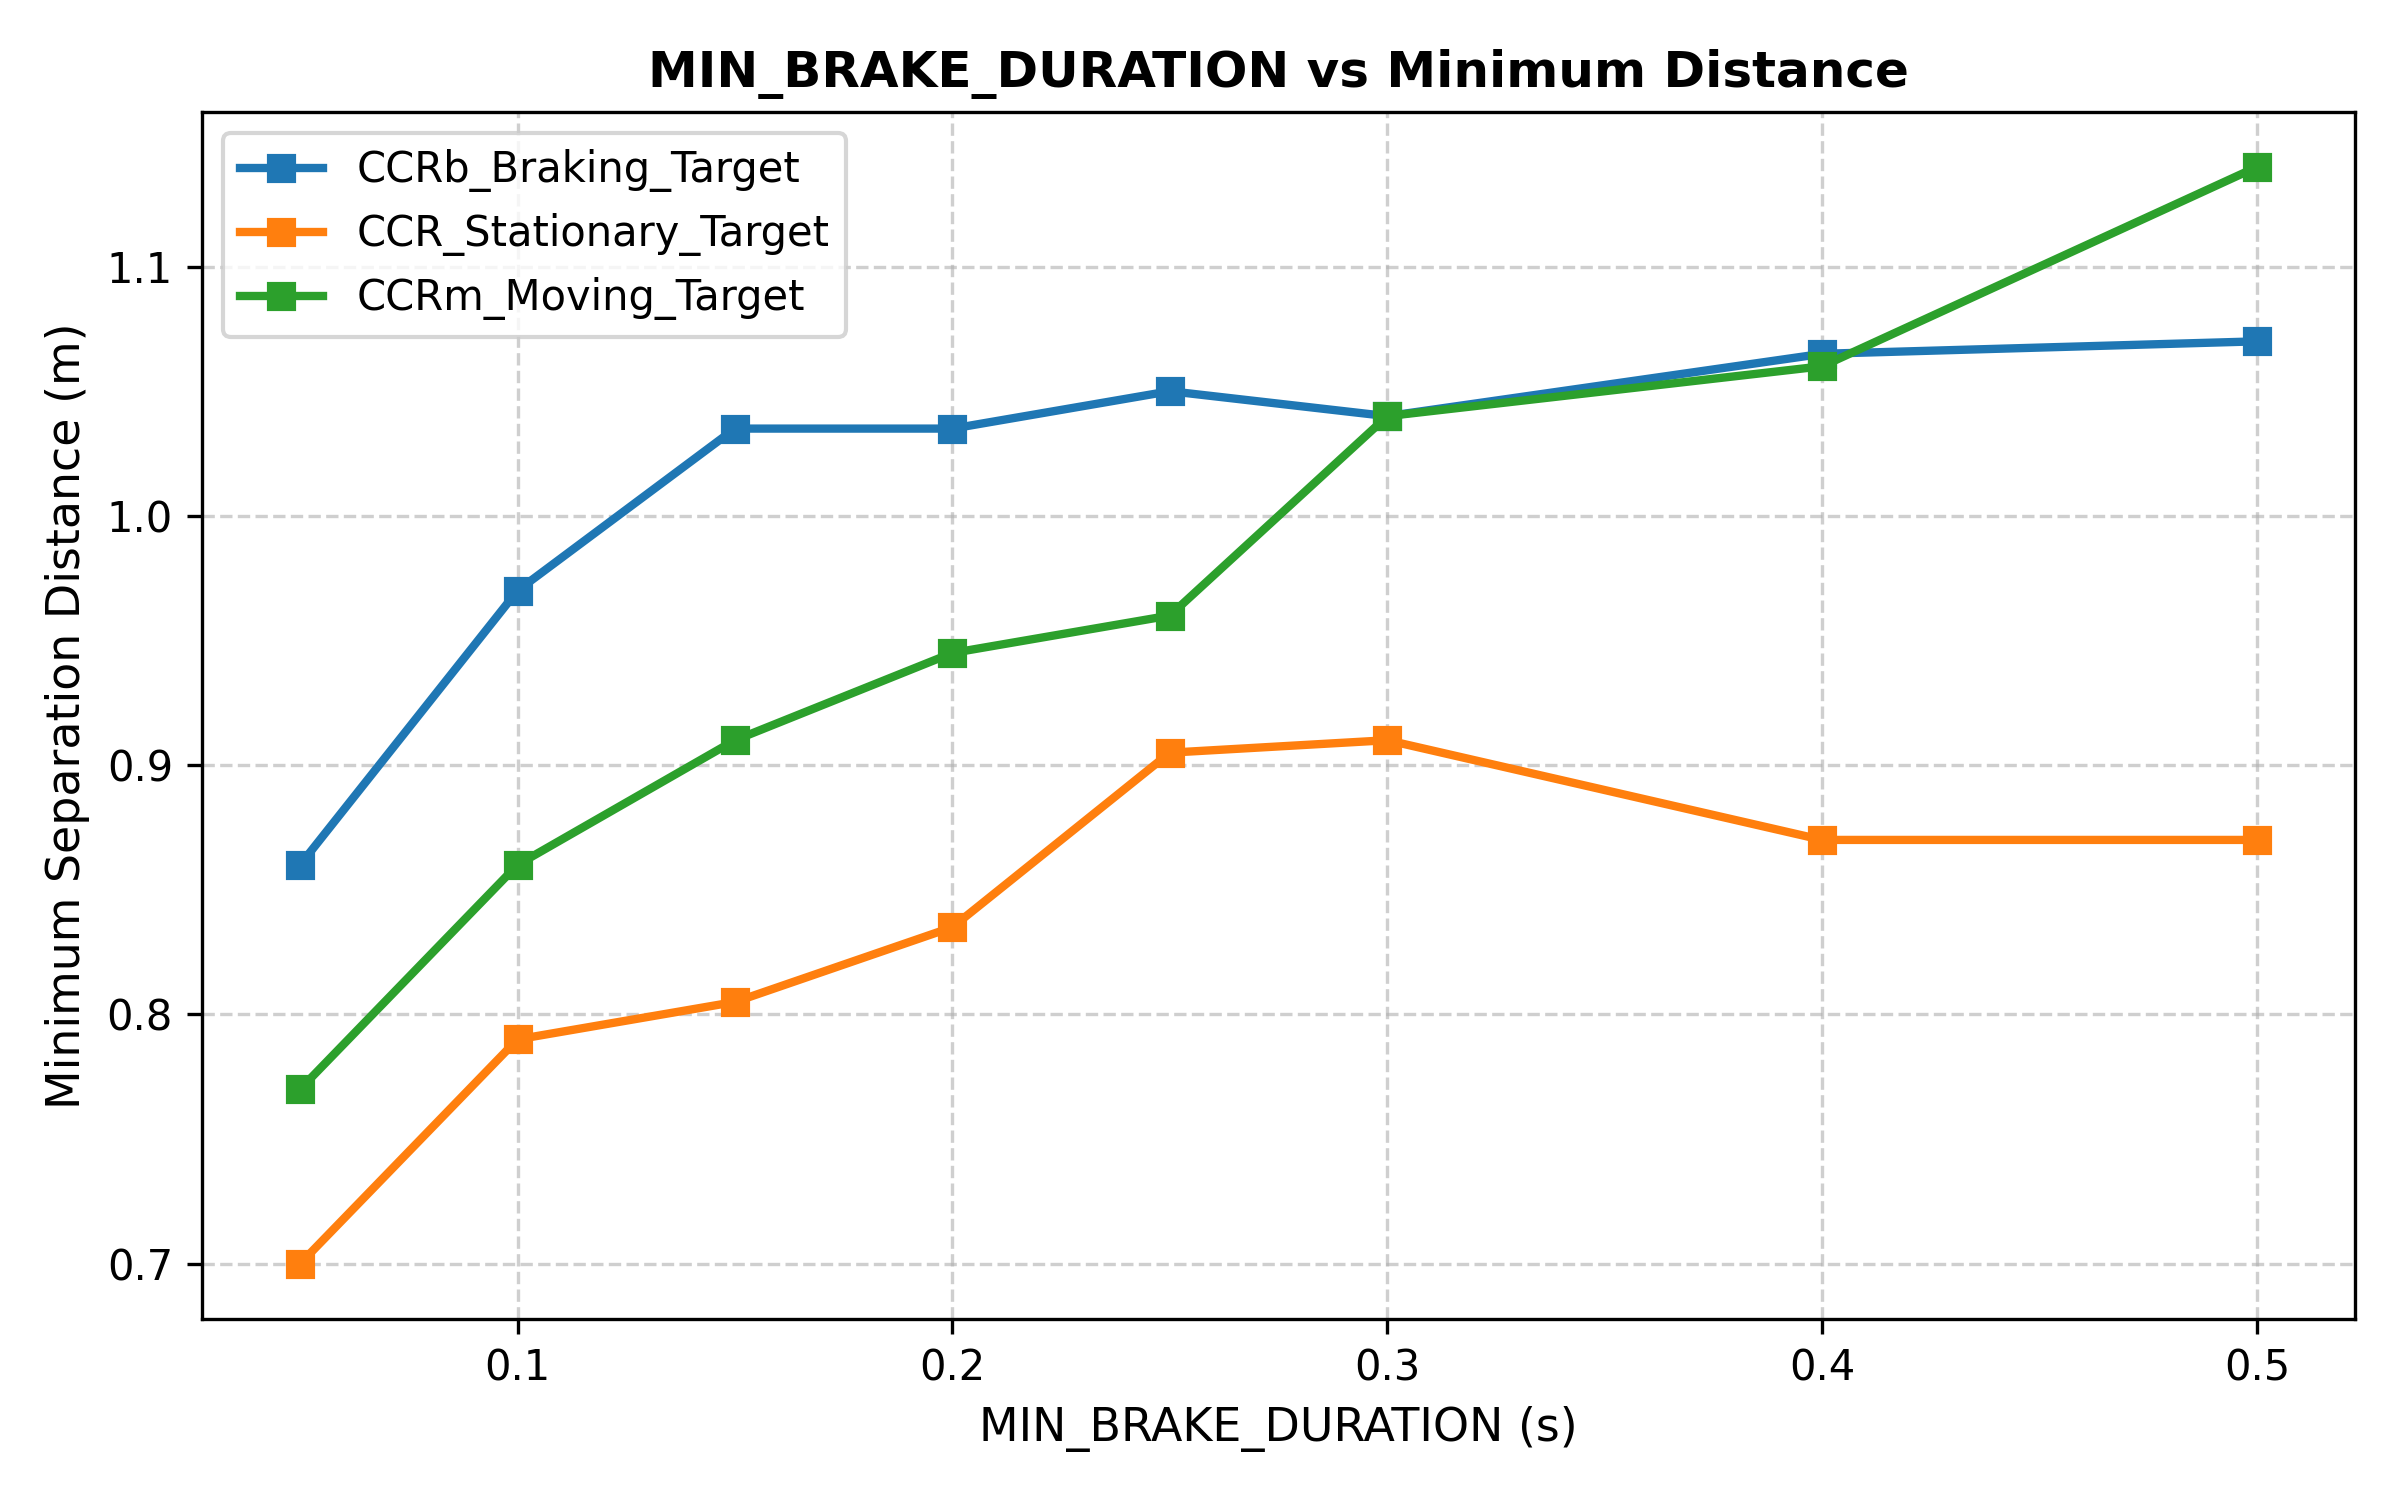 MIN_BRAKE_DURATION vs Minimum Distance
CCRb_Braking_Target
CCR_Stationary_Target
CCRm_Moving_Target
Minimum Separation Distance (m)
1.1
1.0
0.9
0.8
0.7
0.1 0.2 0.3 0.4 0.5
MIN_BRAKE_DURATION (s)